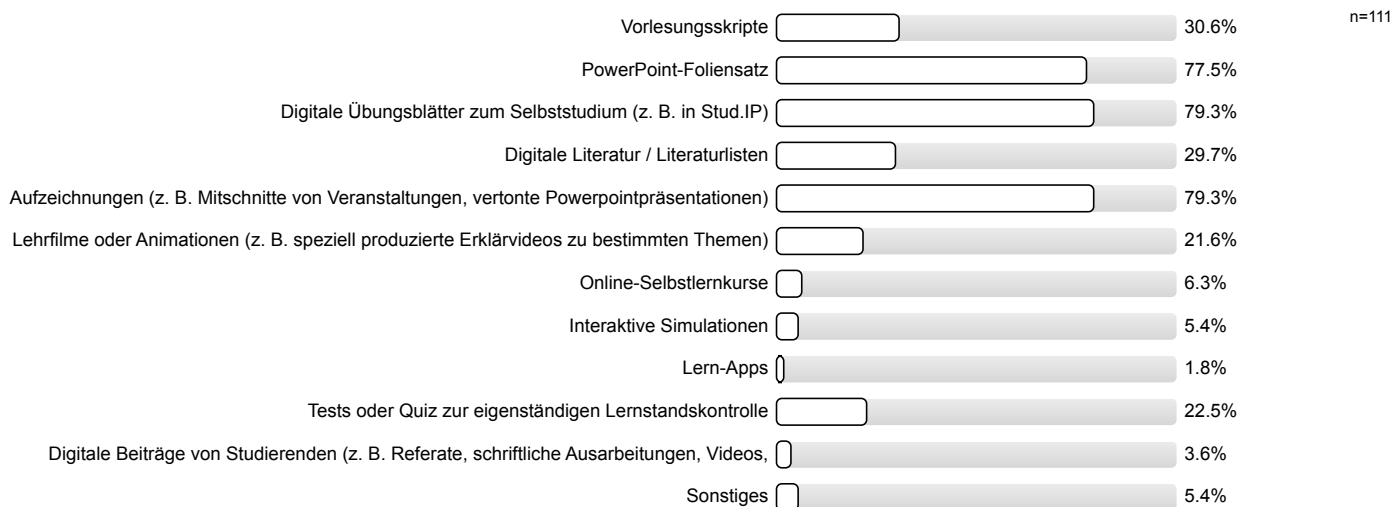 n=111
Vorlesungsskripte 30.6%
PowerPoint-Foliensatz 77.5%
Digitale Übungsblätter zum Selbststudium (z. B. in Stud.IP) 79.3%
Digitale Literatur / Literaturlisten 29.7%
Aufzeichnungen (z. B. Mitschnitte von Veranstaltungen, vertonte Powerpointpräsentationen) 79.3%
Lehrfilme oder Animationen (z. B. speziell produzierte Erklärvideos zu bestimmten Themen) 21.6%
Online-Selbstlernkurse 6.3%
Interaktive Simulationen 5.4%
Lern-Apps 1.8%
Tests oder Quiz zur eigenständigen Lernstandskontrolle 22.5%
Digitale Beiträge von Studierenden (z. B. Referate, schriftliche Ausarbeitungen, Videos, 3.6%
Sonstiges 5.4%